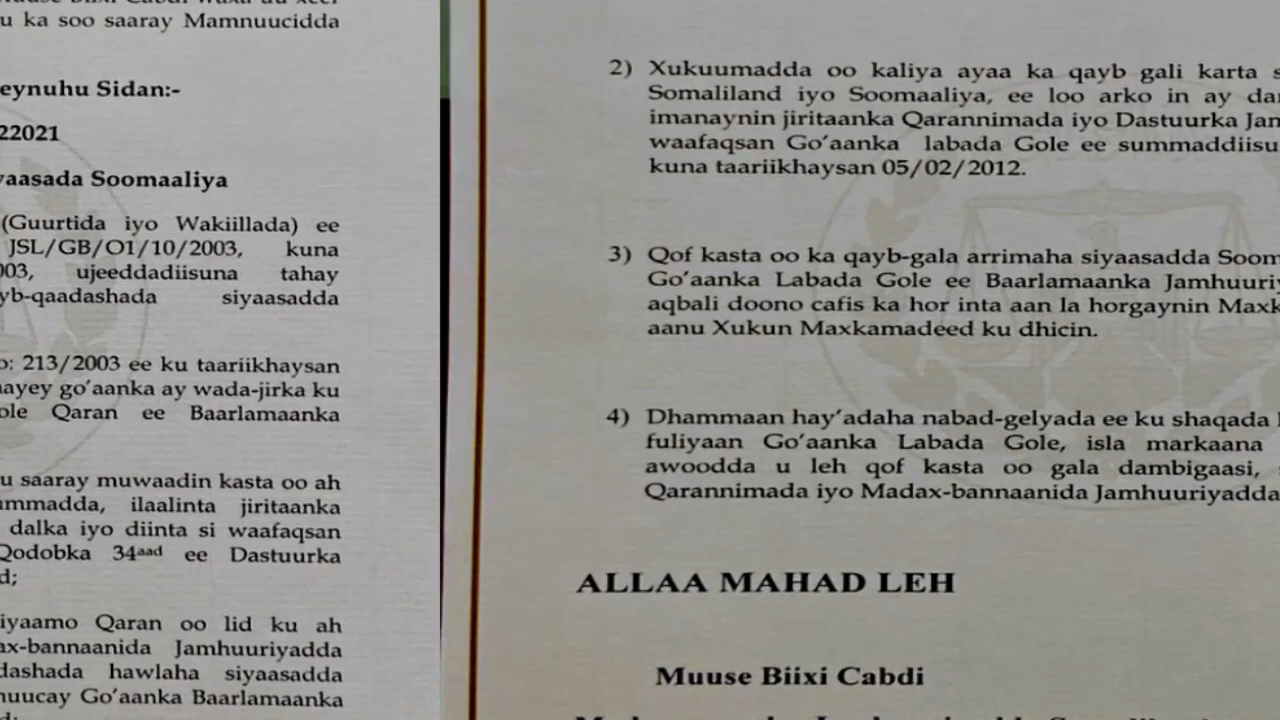 u ka soo saaray Mamnuucidda
eynuhu Sidan:-
22021
yaasada Soomaaliya
(Guurtida iyo Wakiillada) ee
JSL/GB/O1/10/2003, kuna
003, ujeeddadiisuna tahay
yb-qaadashada siyaasadda
o: 213/2003 ee ku taariikhaysan
aayey go'aanka ay wada-jirka ku
ole Qaran ee Baarlamaanka
u saaray muwaadin kasta oo ah
ummadda, ilaalinta jiritaanka
dalka iyo diinta si waafaqsan
Qodobka 34aad ee Dastuurka
d;
iyaamo Qaran oo lid ku ah
ax-bannaanida Jamhuuriyadda
dashada hawlaha siyaasadda
nuucay Go'aanka Baarlamaanka
2) Xukuumadda oo kaliya ayaa ka qayb gali karta s
Somaliland iyo Soomaaliya, ee loo arko in ay dan
imanaynin jiritaanka Qarannimada iyo Dastuurka Jam
waafaqsan Go'aanka labada Gole ee summaddiisu
kuna taariikhaysan 05/02/2012.
3) Qof kasta oo ka qayb-gala arrimaha siyaasadda Soom
Go'aanka Labada Gole ee Baarlamaanka Jamhuuriy
aqbali doono cafis ka hor inta aan la horgaynin Maxk
aanu Xukun Maxkamadeed ku dhicin.
4) Dhammaan hay'adaha nabad-gelyada ee ku shaqada
fuliyaan Go'aanka Labada Gole, isla markaana
awoodda u leh qof kasta oo gala dambigaasi,
Qarannimada iyo Madax-bannaanida Jamhuuriyadda
ALLAA MAHAD LEH
Muuse Biixi Cabdi